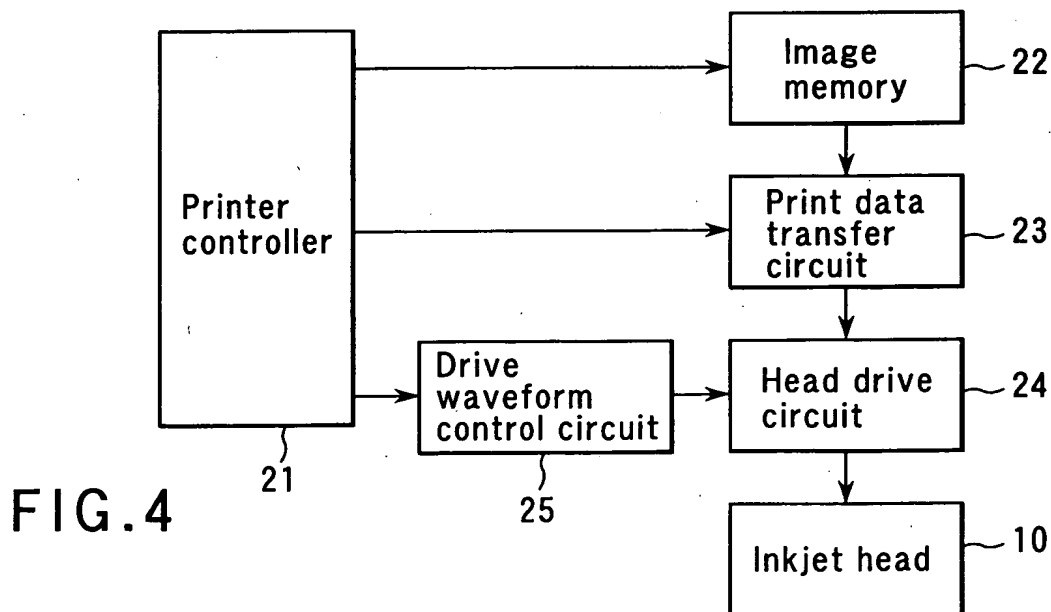 Image
memory
22
Printer
controller
Print data
transfer
circuit
23
Drive
waveform
control circuit
Head drive
circuit
24
21
25
FIG.4
Inkjet head
10